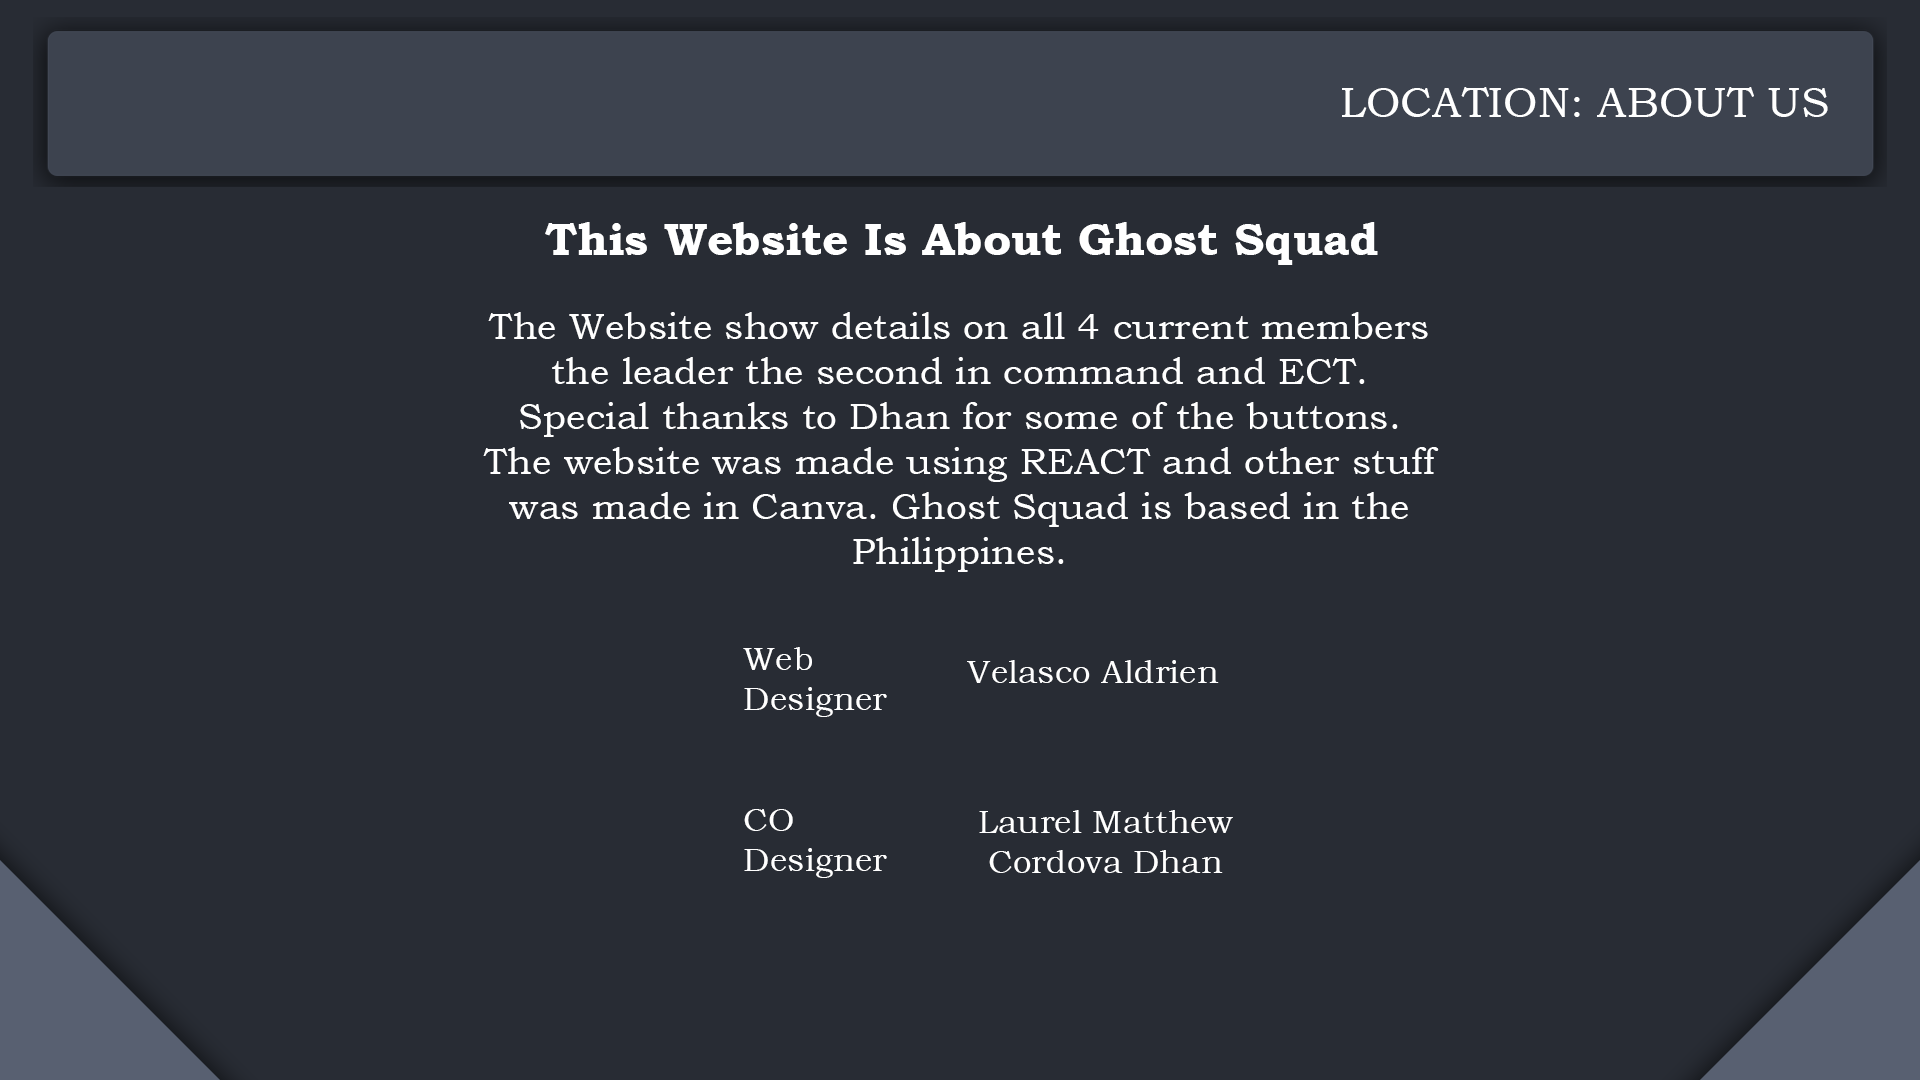 LOCATION: ABOUT US
This Website Is About Ghost Squad
The Website show details on all 4 current members
the leader the second in command and ECT.
Special thanks to Dhan for some of the buttons.
The website was made using REACT and other stuff
was made in Canva. Ghost Squad is based in the
Philippines.
Web
Designer
Velasco Aldrien
CO
Designer
Laurel Matthew
Cordova Dhan